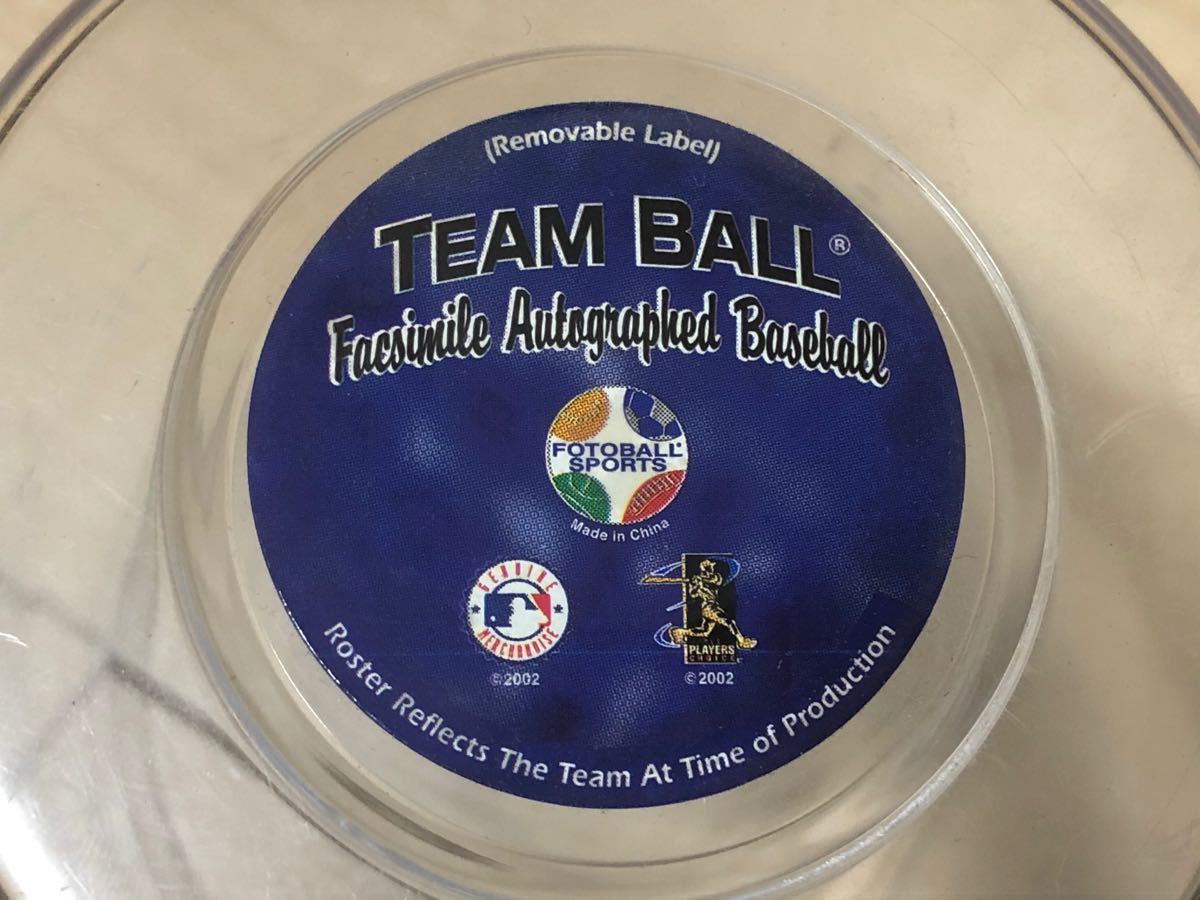 (Removable Label)
TEAM BALL®
Facsimile Autographed Baseball
FOTOBALL®
SPORTS
Made in China
GENUINE
MERCHANDISE
PLAYERS
CHOICE
©2002
©2002
Roster Reflects The Team At Time of Production